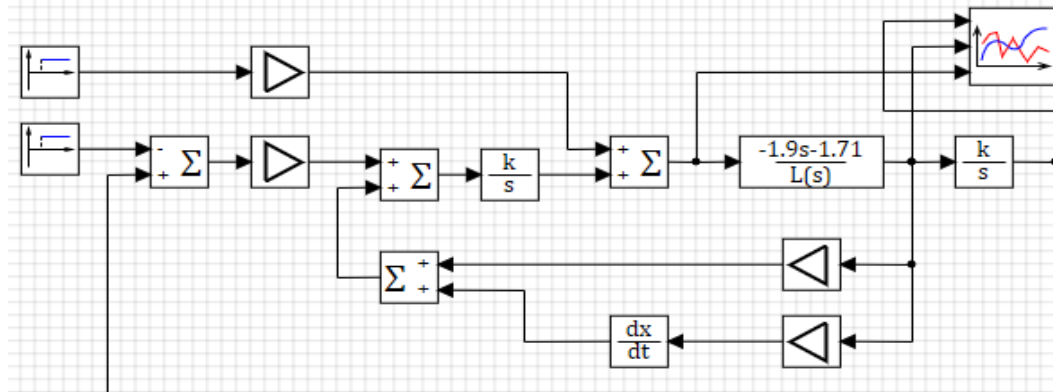 -
+
Σ
+
+
Σ
k
s
+
+
Σ
-1.9s-1.71
L(s)
k
s
Σ
+
+
dx
dt